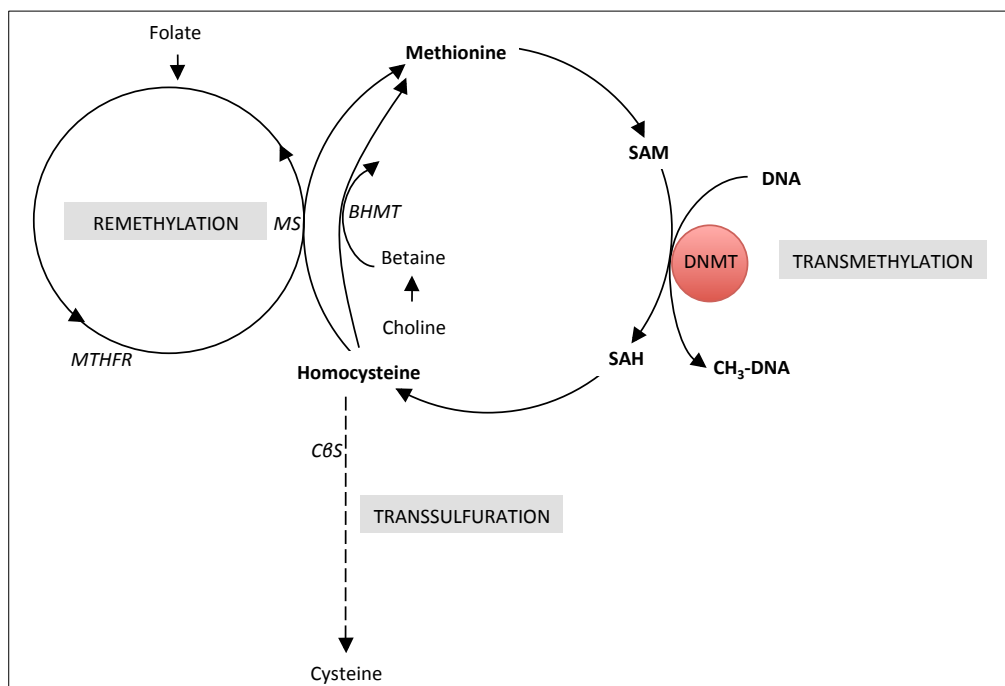 Folate
Methionine
SAM
DNA
BHMT
REMETHYLATION
MS
Betaine
DNMT
TRANSMETHYLATION
Choline
MTHFR
SAH
CH₃-DNA
Homocysteine
CβS
TRANSSULFURATION
Cysteine